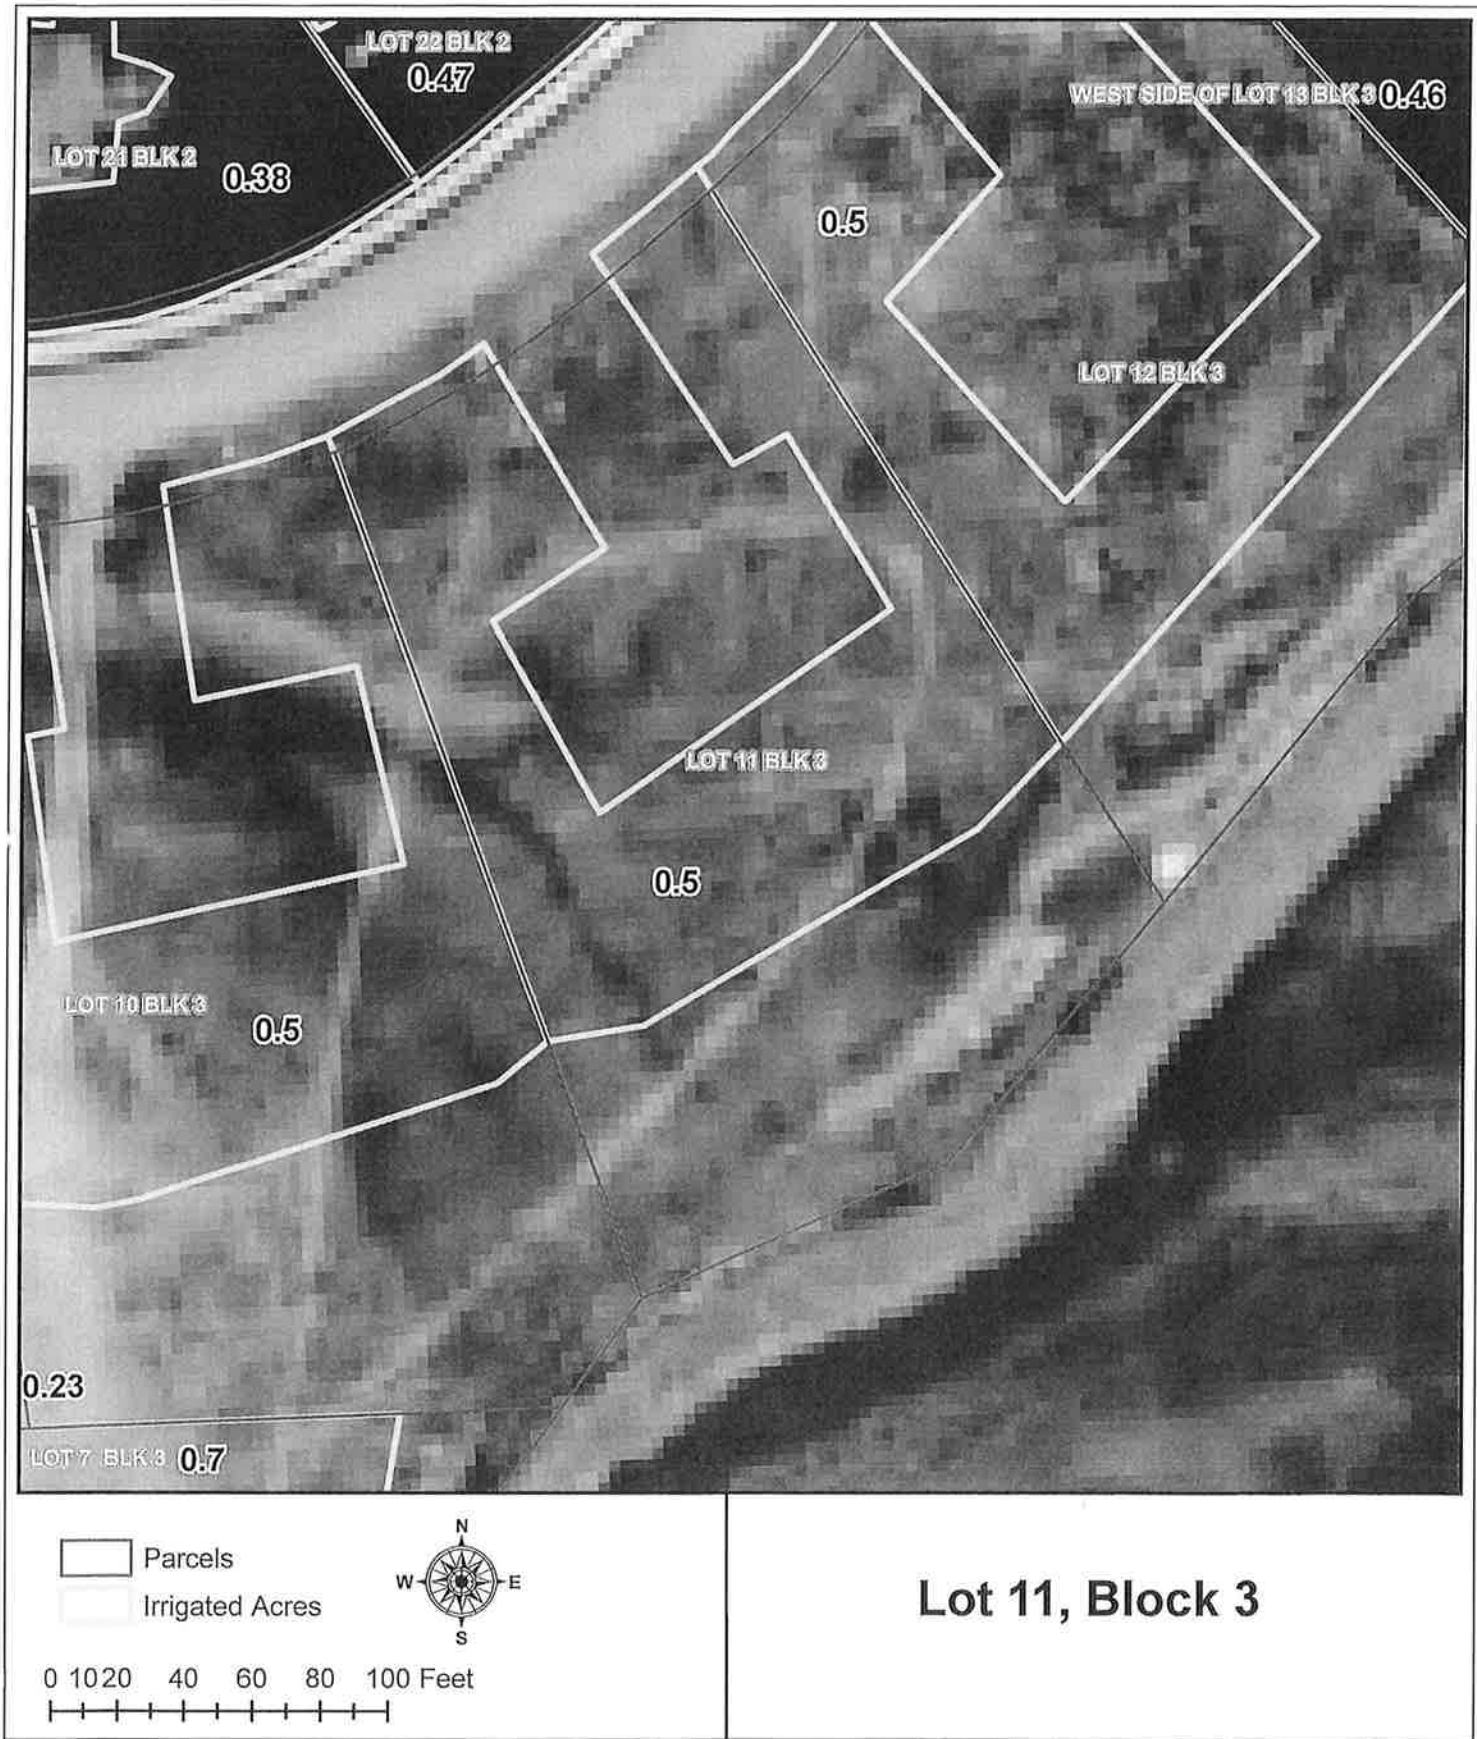 LOT 22 BLK 2
0.47
WEST SIDE OF LOT 13 BLK 3 0.46
LOT 21 BLK 2
0.38
0.5
LOT 12 BLK 3
LOT 11 BLK 3
0.5
LOT 10 BLK 3
0.5
0.23
LOT 7 BLK 3 0.7
Parcels
Irrigated Acres
N
W E
S
0 10 20 40 60 80 100 Feet
Lot 11, Block 3